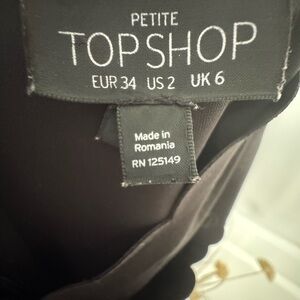 PETITE
TOPSHOP
EUR 34 US 2 UK 6
Made in
Romania
RN 125149